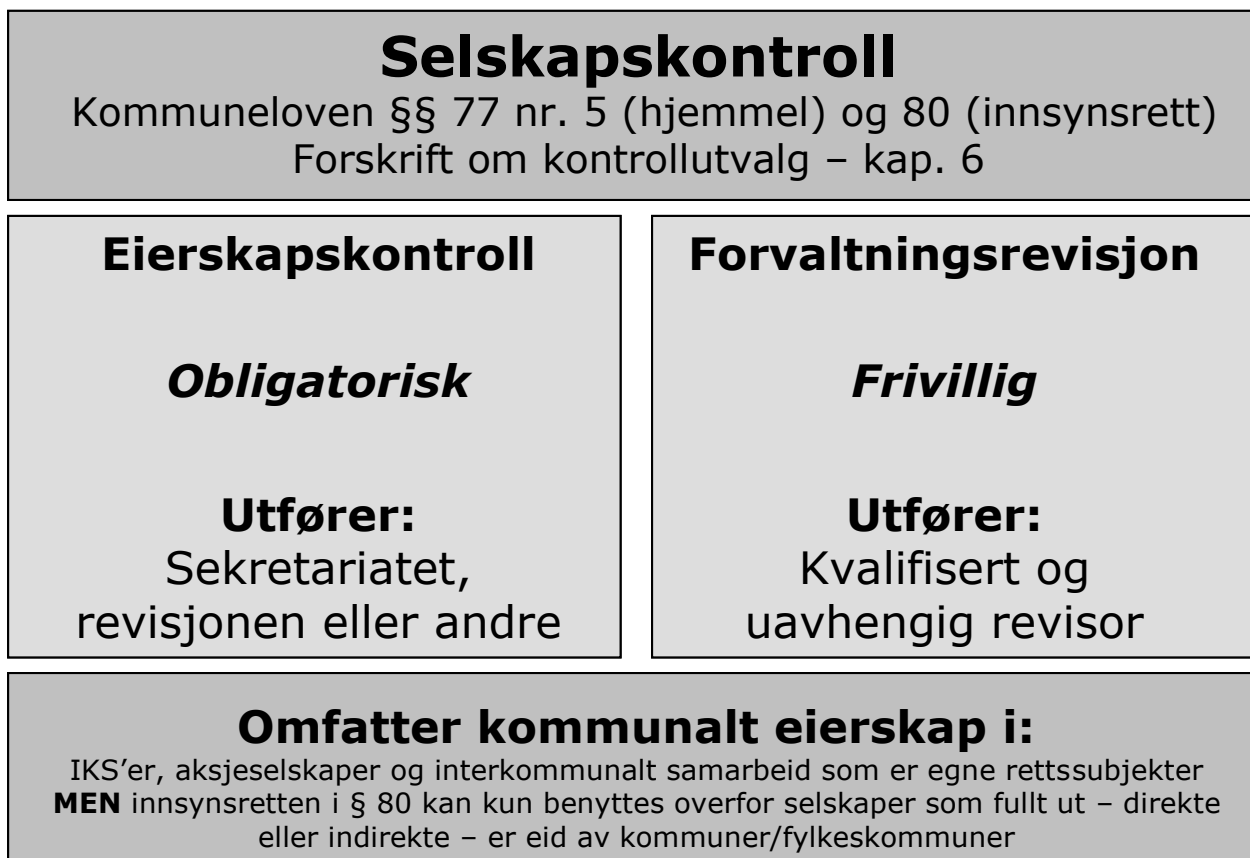 Selskapskontroll
Kommuneloven §§ 77 nr. 5 (hjemmel) og 80 (innsynsrett)
Forskrift om kontrollutvalg – kap. 6
Eierskapskontroll
Obligatorisk
Utfører:
Sekretariatet,
revisjonen eller andre
Forvaltningsrevisjon
Frivillig
Utfører:
Kvalifisert og
uavhengig revisor
Omfatter kommunalt eierskap i:
IKS’er, aksjeselskaper og interkommunalt samarbeid som er egne rettssubjekter
MEN innsynsretten i § 80 kan kun benyttes overfor selskaper som fullt ut – direkte
eller indirekte – er eid av kommuner/fylkeskommuner